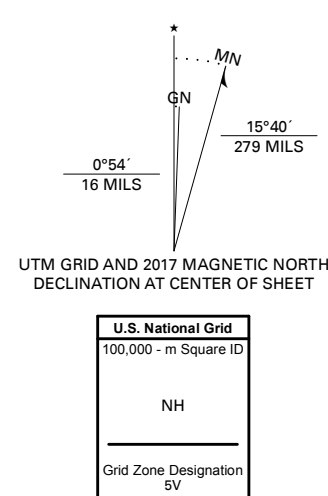 ★
MN
GN
15°40´
279 MILS
0°54´
16 MILS
UTM GRID AND 2017 MAGNETIC NORTH
DECLINATION AT CENTER OF SHEET
U.S. National Grid
100,000 - m Square ID
NH
Grid Zone Designation
5V